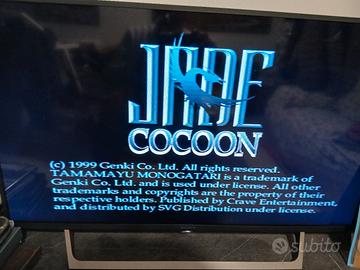 JADE
COCOON
(c) 1999 Genki Co. Ltd. All rights reserved.
TAMAMAYU MONOGATARI is a trademark of
Genki Co. Ltd. and is used under license. All other
trademarks and copyrights are the property of their
respective holders. Published by Crave Entertainment,
and distributed by SVG Distribution under license.
subito